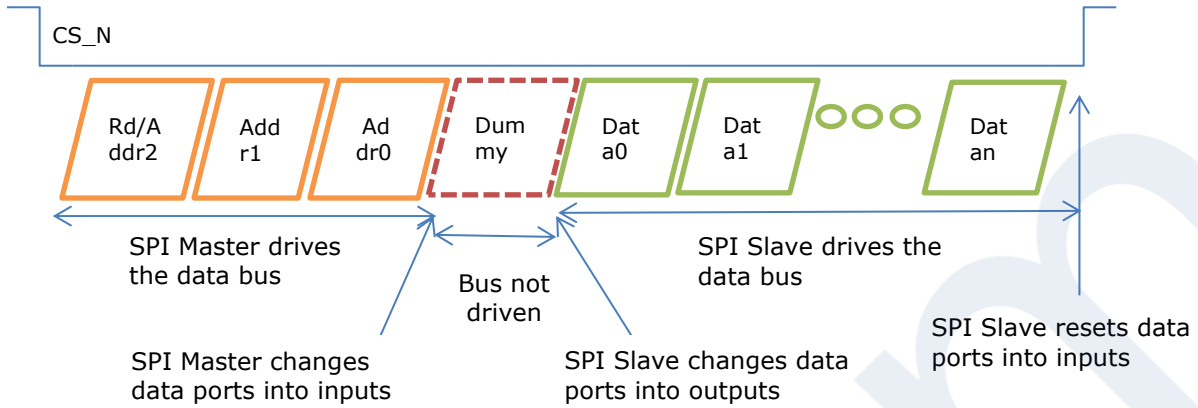 CS_N
Rd/A
ddr2
Add
r1
Ad
dr0
Dum
my
Dat
a0
Dat
a1
Dat
an
SPI Master drives
the data bus
Bus not
driven
SPI Slave drives the
data bus
SPI Master changes
data ports into inputs
SPI Slave changes data
ports into outputs
SPI Slave resets data
ports into inputs